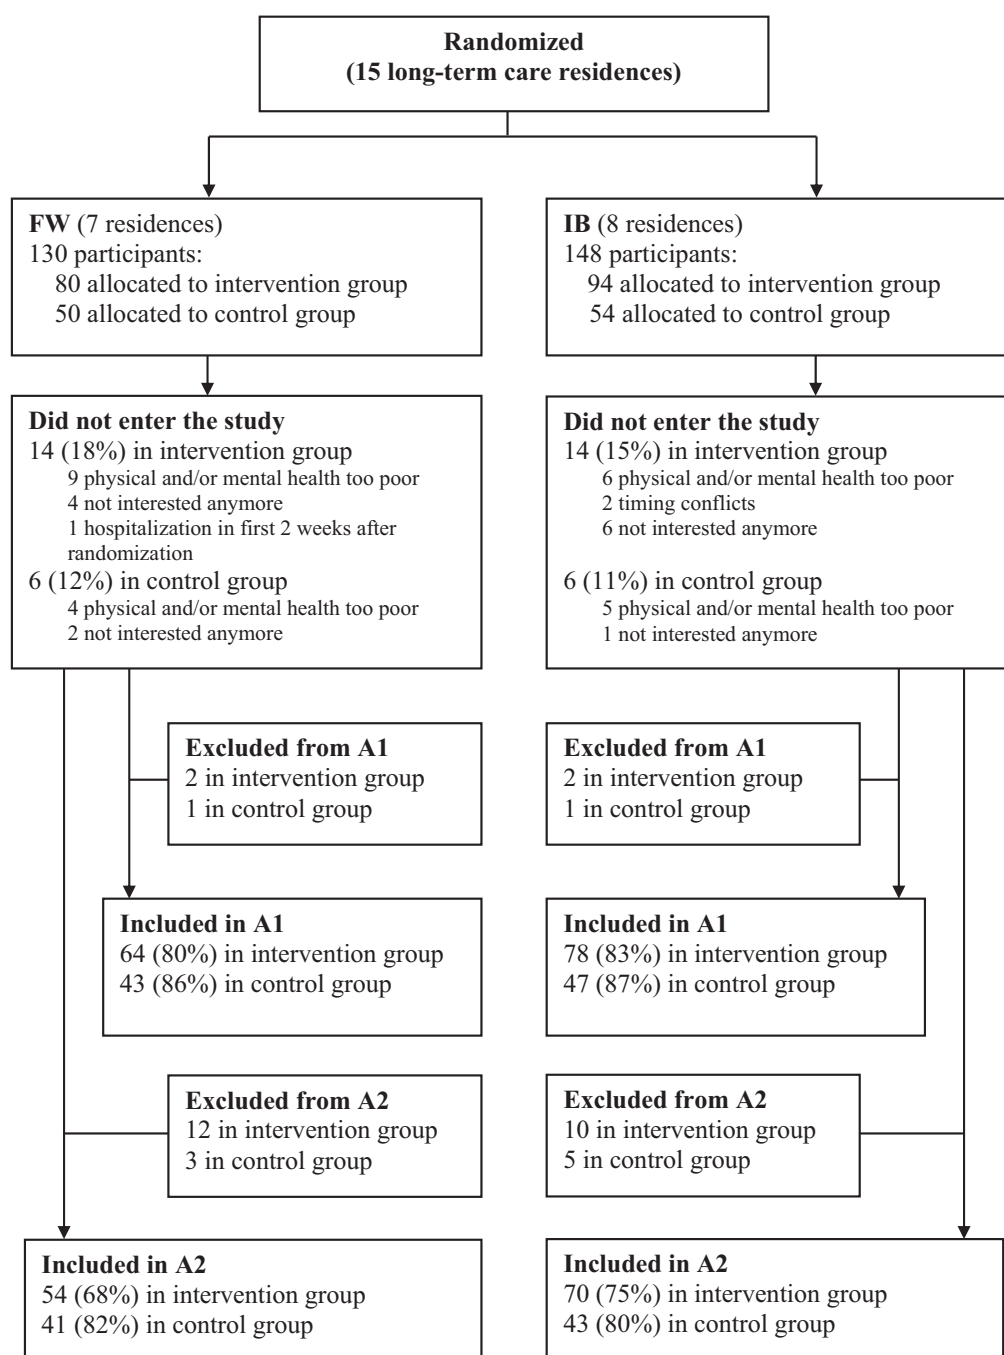 Randomized
(15 long-term care residences)
FW (7 residences)
130 participants:
80 allocated to intervention group
50 allocated to control group
IB (8 residences)
148 participants:
94 allocated to intervention group
54 allocated to control group
Did not enter the study
14 (18%) in intervention group
9 physical and/or mental health too poor
4 not interested anymore
1 hospitalization in first 2 weeks after
randomization
6 (12%) in control group
4 physical and/or mental health too poor
2 not interested anymore
Did not enter the study
14 (15%) in intervention group
6 physical and/or mental health too poor
2 timing conflicts
6 not interested anymore
6 (11%) in control group
5 physical and/or mental health too poor
1 not interested anymore
Excluded from A1
2 in intervention group
1 in control group
Excluded from A1
2 in intervention group
1 in control group
Included in A1
64 (80%) in intervention group
43 (86%) in control group
Included in A1
78 (83%) in intervention group
47 (87%) in control group
Excluded from A2
12 in intervention group
3 in control group
Excluded from A2
10 in intervention group
5 in control group
Included in A2
54 (68%) in intervention group
41 (82%) in control group
Included in A2
70 (75%) in intervention group
43 (80%) in control group